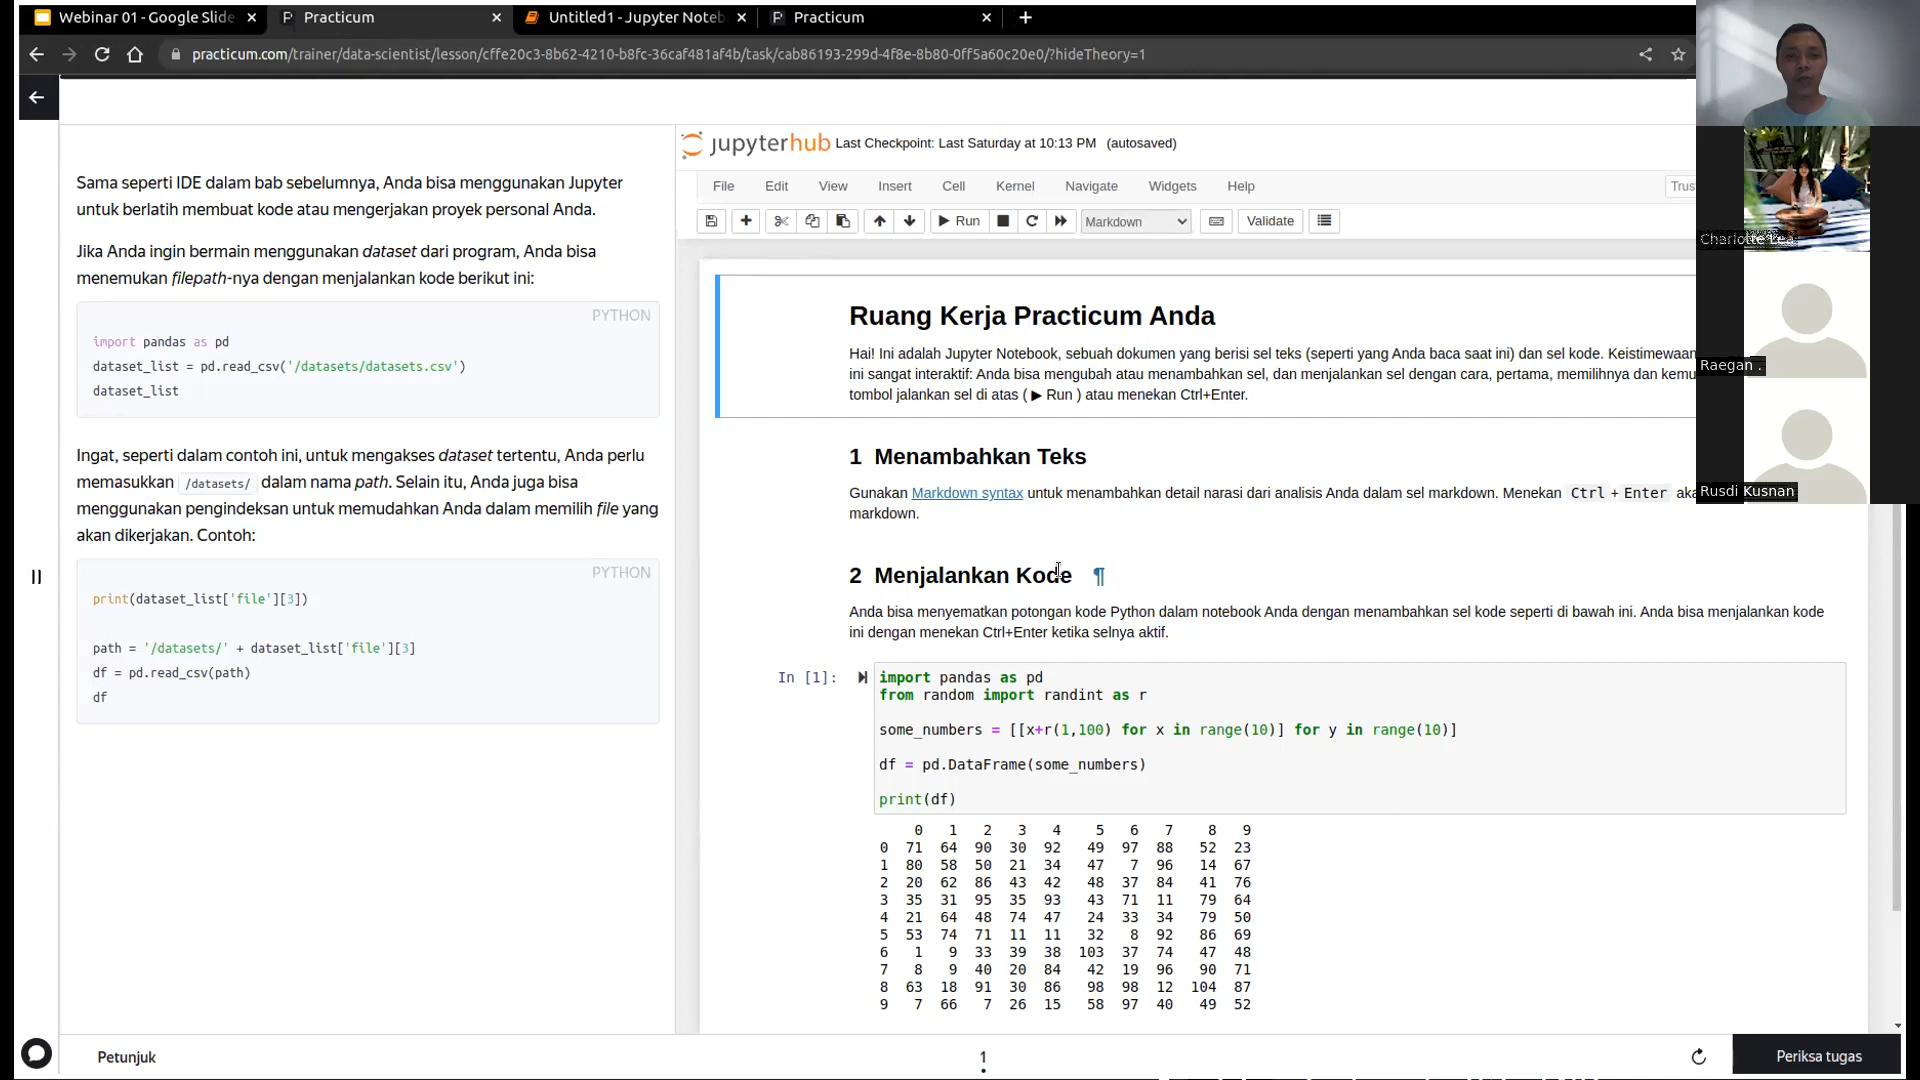 Webinar 01 - Google Slide
Practicum
Untitled1 - Jupyter Noteb
Practicum
practicum.com/trainer/data-scientist/lesson/cffe20c3-8b62-4210-b8fc-36caf481af4b/task/cab86193-299d-4f8e-8b80-0ff5a60c20e0/?hideTheory=1
Sama seperti IDE dalam bab sebelumnya, Anda bisa menggunakan Jupyter
untuk berlatih membuat kode atau mengerjakan proyek personal Anda.
Jika Anda ingin bermain menggunakan dataset dari program, Anda bisa
menemukan filepath-nya dengan menjalankan kode berikut ini:
PYTHON
import pandas as pd
dataset_list = pd.read_csv('/datasets/datasets.csv')
dataset_list
Ingat, seperti dalam contoh ini, untuk mengakses dataset tertentu, Anda perlu
memasukkan /datasets/ dalam nama path. Selain itu, Anda juga bisa
menggunakan pengindeksan untuk memudahkan Anda dalam memilih file yang
akan dikerjakan. Contoh:
PYTHON
print(dataset_list['file'][3])
path = '/datasets/' + dataset_list['file'][3]
df = pd.read_csv(path)
df
jupyterhub Last Checkpoint: Last Saturday at 10:13 PM (autosaved)
File Edit View Insert Cell Kernel Widgets Help Trus
Run Markdown Validate
Ruang Kerja Practicum Anda
Hai! Ini adalah Jupyter Notebook, sebuah dokumen yang berisi sel teks (seperti yang Anda baca saat ini) dan sel kode. Keistimewaan
ini sangat interaktif: Anda bisa mengubah atau menambahkan sel, dan menjalankan sel dengan cara, pertama, memilihnya dan kemu
tombol jalankan sel di atas ( ▶ Run ) atau menekan Ctrl+Enter.
1 Menambahkan Teks
Gunakan Markdown syntax untuk menambahkan detail narasi dari analisis Anda dalam sel markdown. Menekan Ctrl + Enter aka
markdown.
2 Menjalankan Kode ¶
Anda bisa menyematkan potongan kode Python dalam notebook Anda dengan menambahkan sel kode seperti di bawah ini. Anda bisa menjalankan kode
ini dengan menekan Ctrl+Enter ketika selnya aktif.
In [1]:
import pandas as pd
from random import randint as r
some_numbers = [[x+r(1,100) for x in range(10)] for y in range(10)]
df = pd.DataFrame(some_numbers)
print(df)
0 1 2 3 4 5 6 7 8 9
0 71 64 90 30 92 49 97 88 52 23
1 80 58 50 21 34 47 7 96 14 67
2 20 62 86 43 42 48 37 84 41 76
3 35 31 95 35 93 43 71 11 79 64
4 21 64 48 74 47 24 33 34 79 50
5 53 74 71 11 11 32 8 92 86 69
6 1 9 33 39 38 103 37 74 47 48
7 8 9 40 20 84 42 19 96 90 71
8 63 18 91 30 86 98 98 12 104 87
9 7 66 7 26 15 58 97 40 49 52
Charlotte Lea
Raegan .
Rusdi Kusnan
Petunjuk
1
Periksa tugas